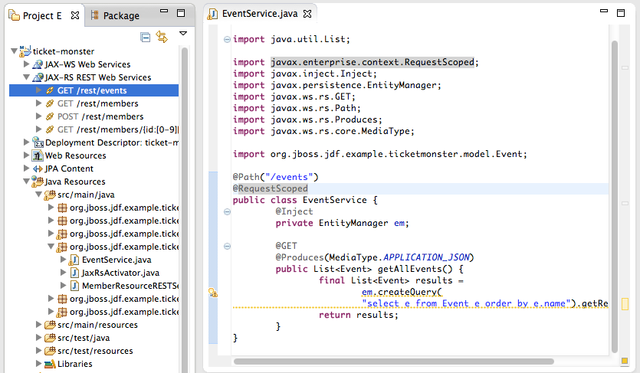 Project E
Package
ticket-monster
JAX-WS Web Services
JAX-RS REST Web Services
GET /rest/events
GET /rest/members
POST /rest/members
GET /rest/members/{id:[0-9][
Deployment Descriptor: ticket-m
Web Resources
JPA Content
Java Resources
src/main/java
org.jboss.jdf.example.ticke
org.jboss.jdf.example.ticke
org.jboss.jdf.example.ticke
org.jboss.jdf.example.ticke
EventService.java
JaxRsActivator.java
MemberResourceRESTSe
org.jboss.jdf.example.ticke
org.jboss.jdf.example.ticke
src/main/resources
src/test/java
src/test/resources
Libraries
EventService.java
import java.util.List;
import javax.enterprise.context.RequestScoped;
import javax.inject.Inject;
import javax.persistence.EntityManager;
import javax.ws.rs.GET;
import javax.ws.rs.Path;
import javax.ws.rs.Produces;
import javax.ws.rs.core.MediaType;
import org.jboss.jdf.example.ticketmonster.model.Event;
@Path("/events")
@RequestScoped
public class EventService {
@Inject
private EntityManager em;
@GET
@Produces(MediaType.APPLICATION_JSON)
public List<Event> getAllEvents() {
final List<Event> results =
em.createQuery(
"select e from Event e order by e.name").getRe
return results;
}
}